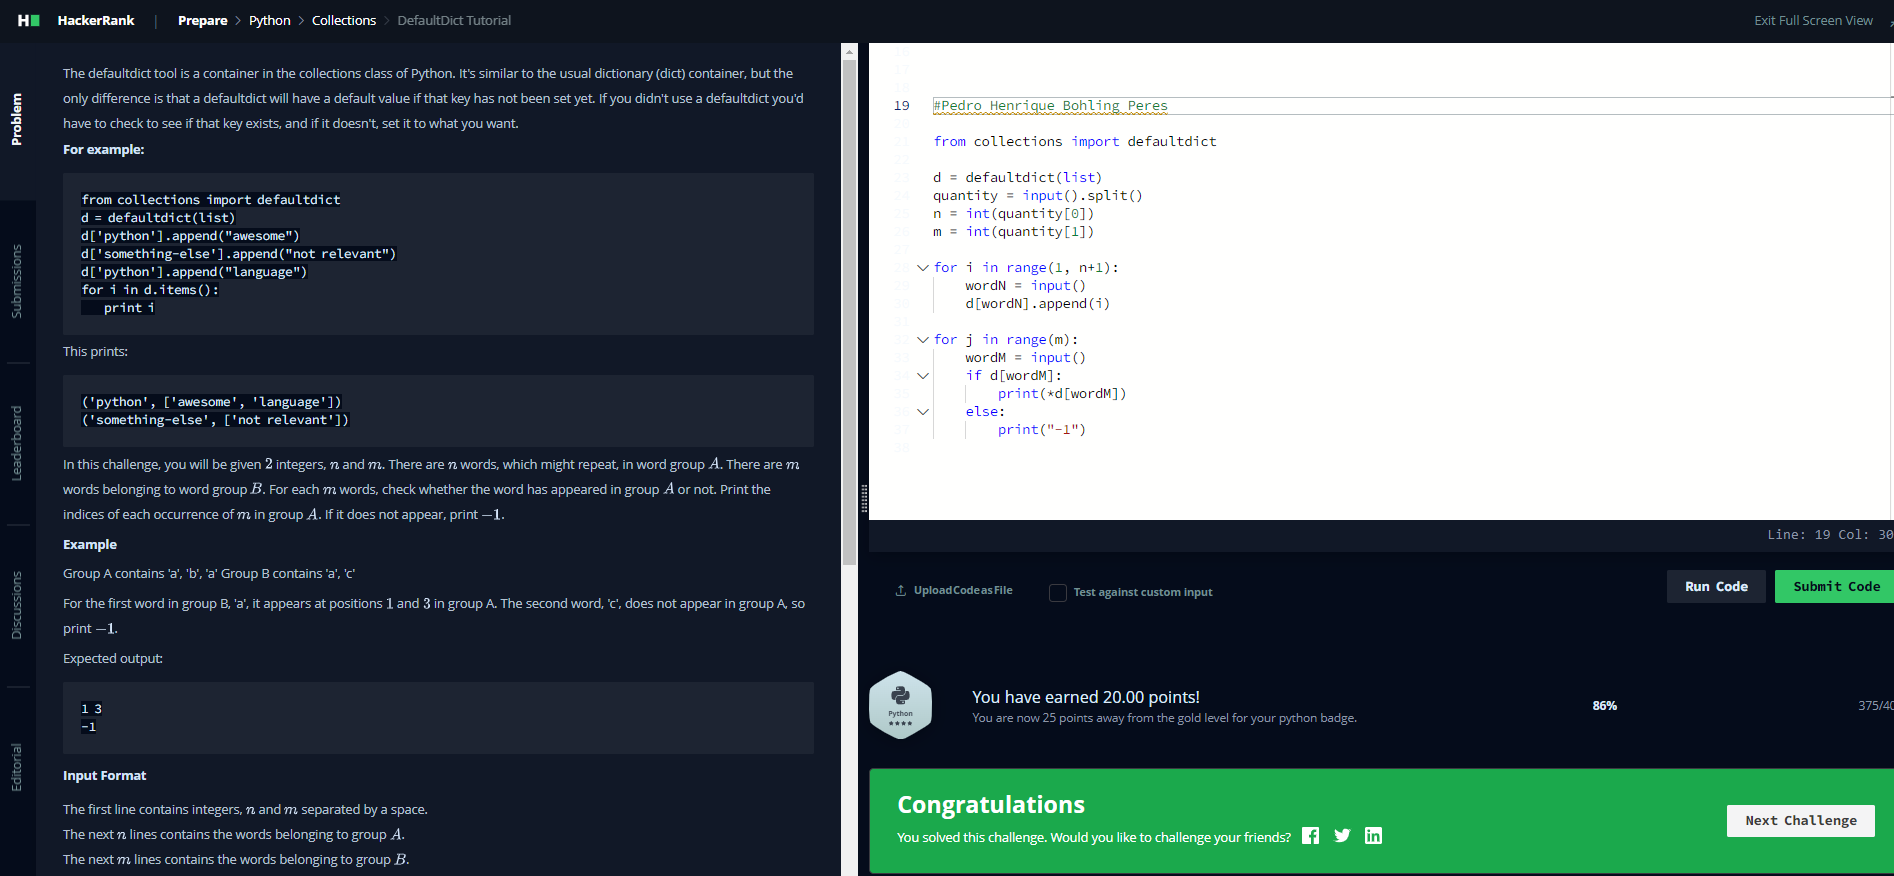 HackerRank | Prepare > Python > Collections > DefaultDict Tutorial
Exit Full Screen View
Problem
Submissions
Leaderboard
Discussions
Editorial
The defaultdict tool is a container in the collections class of Python. It's similar to the usual dictionary (dict) container, but the
only difference is that a defaultdict will have a default value if that key has not been set yet. If you didn't use a defaultdict you'd
have to check to see if that key exists, and if it doesn't, set it to what you want.
For example:
from collections import defaultdict
d = defaultdict(list)
d['python'].append("awesome")
d['something-else'].append("not relevant")
d['python'].append("language")
for i in d.items():
print i
This prints:
('python', ['awesome', 'language'])
('something-else', ['not relevant'])
In this challenge, you will be given 2 integers, n and m. There are n words, which might repeat, in word group A. There are m
words belonging to word group B. For each m words, check whether the word has appeared in group A or not. Print the
indices of each occurrence of m in group A. If it does not appear, print −1.
Example
Group A contains 'a', 'b', 'a' Group B contains 'a', 'c'
For the first word in group B, 'a', it appears at positions 1 and 3 in group A. The second word, 'c', does not appear in group A, so
print −1.
Expected output:
1 3
-1
Input Format
The first line contains integers, n and m separated by a space.
The next n lines contains the words belonging to group A.
The next m lines contains the words belonging to group B.
19 #Pedro Henrique Bohling Peres
from collections import defaultdict
d = defaultdict(list)
quantity = input().split()
n = int(quantity[0])
m = int(quantity[1])
for i in range(1, n+1):
wordN = input()
d[wordN].append(i)
for j in range(m):
wordM = input()
if d[wordM]:
print(*d[wordM])
else:
print("-1")
Line: 19 Col: 30
Upload Code as File
Test against custom input
Run Code
Submit Code
Python
You have earned 20.00 points!
You are now 25 points away from the gold level for your python badge.
86%
375/40
Congratulations
You solved this challenge. Would you like to challenge your friends?
Next Challenge